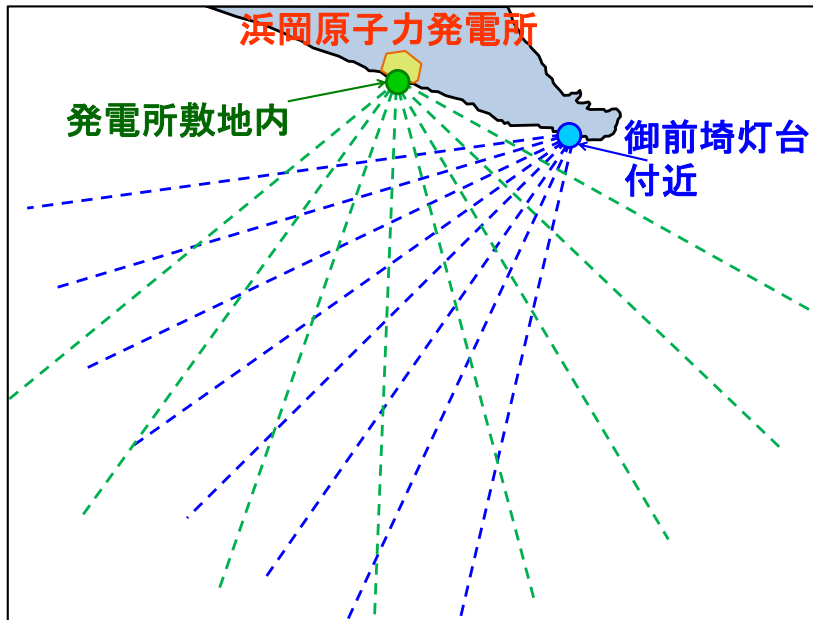 浜岡原子力発電所
発電所敷地内
御前埼灯台
付近